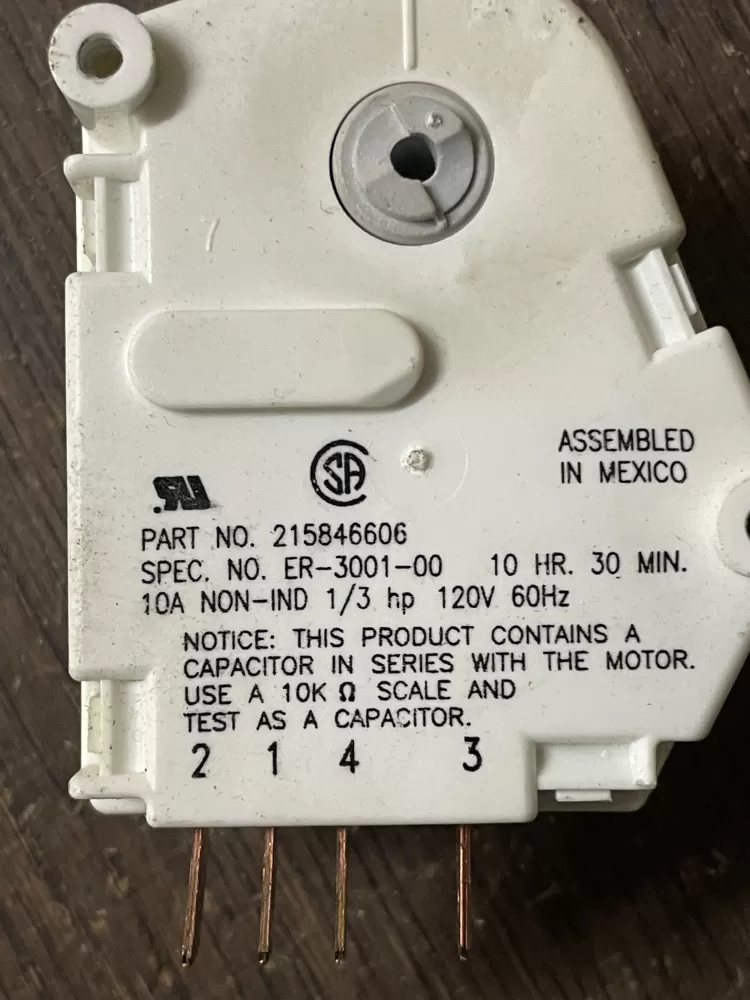 7
ASSEMBLED
IN MEXICO
PART NO. 215846606
SPEC. NO. ER-3001-00 10 HR. 30 MIN.
10A NON-IND 1/3 hp 120V 60Hz
NOTICE: THIS PRODUCT CONTAINS A
CAPACITOR IN SERIES WITH THE MOTOR.
USE A 10K Ω SCALE AND
TEST AS A CAPACITOR.
2 1 4 3